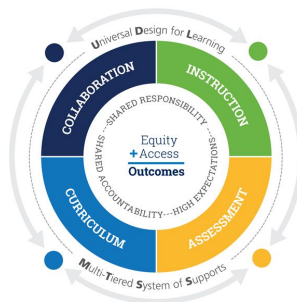 Universal Design for Learning
COLLABORATION
INSTRUCTION
SHARED RESPONSIBILITY---HIGH EXPECTATIONS---SHARED ACCOUNTABILITY---
Equity
+Access
Outcomes
CURRICULUM
ASSESSMENT
Multi-Tiered System of Supports